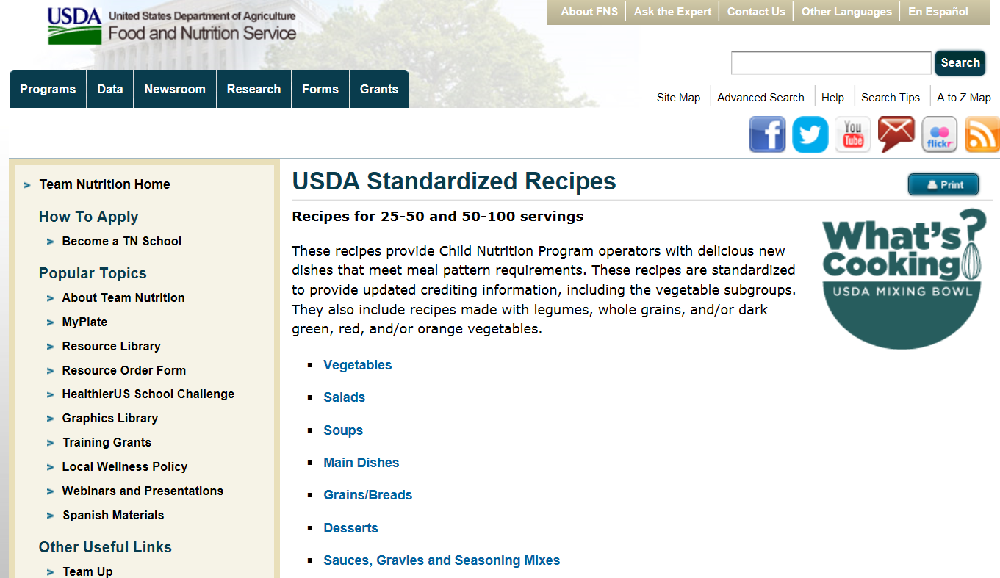 USDA
United States Department of Agriculture
Food and Nutrition Service
About FNS
Ask the Expert
Contact Us
Other Languages
En Español
Search
Programs
Data
Newsroom
Research
Forms
Grants
Site Map
Advanced Search
Help
Search Tips
A to Z Map
f
You
Tube
flickr
Team Nutrition Home
How To Apply
Become a TN School
Popular Topics
About Team Nutrition
MyPlate
Resource Library
Resource Order Form
HealthierUS School Challenge
Graphics Library
Training Grants
Local Wellness Policy
Webinars and Presentations
Spanish Materials
Other Useful Links
Team Up
USDA Standardized Recipes
Print
Recipes for 25-50 and 50-100 servings
These recipes provide Child Nutrition Program operators with delicious new
dishes that meet meal pattern requirements. These recipes are standardized
to provide updated crediting information, including the vegetable subgroups.
They also include recipes made with legumes, whole grains, and/or dark
green, red, and/or orange vegetables.
Vegetables
Salads
Soups
Main Dishes
Grains/Breads
Desserts
Sauces, Gravies and Seasoning Mixes
What's
Cooking?
USDA MIXING BOWL